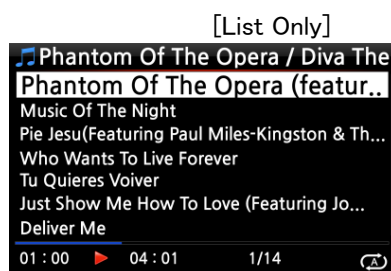 [List Only]
Phantom Of The Opera / Diva The
Phantom Of The Opera (featur..
Music Of The Night
Pie Jesu(Featuring Paul Miles-Kingston & Th...
Who Wants To Live Forever
Tu Quieres Voiver
Just Show Me How To Love (Featuring Jo...
Deliver Me
01 : 00 04 : 01 1/14 A